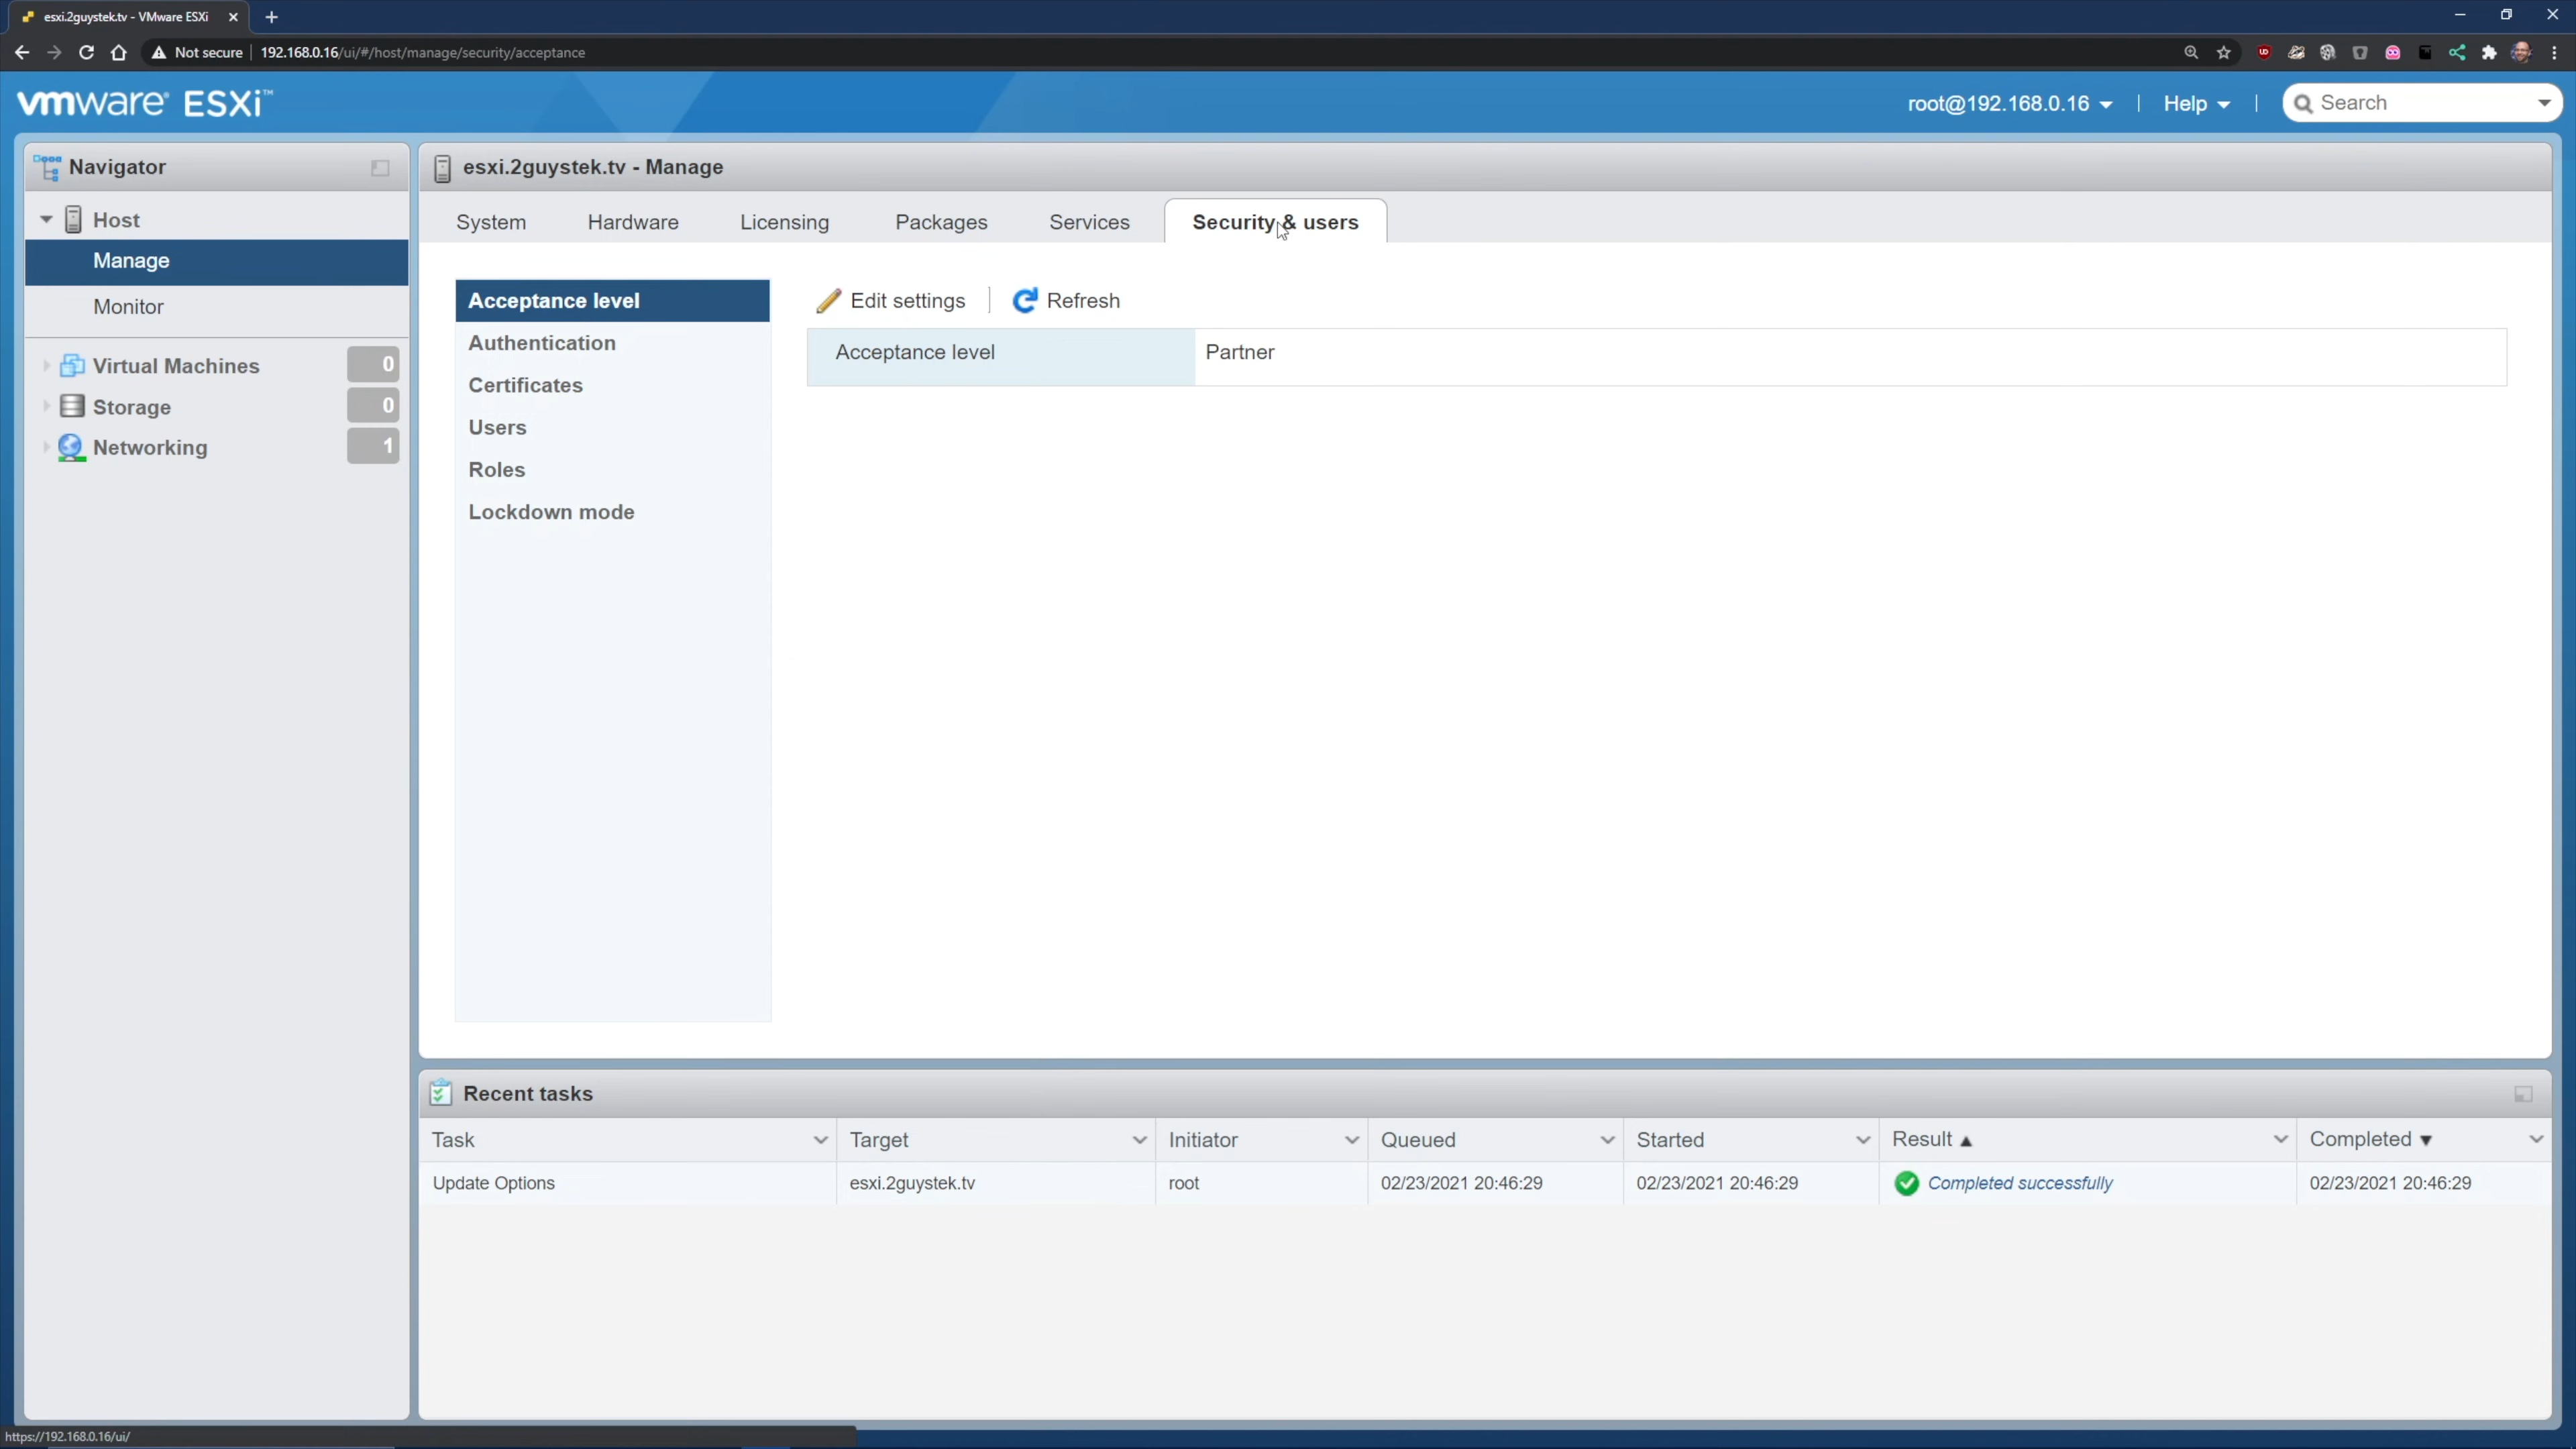 esxi.2guystek.tv - VMware ESXi
Not secure 192.168.0.16/ui/#/host/manage/security/acceptance
vmware® ESXi™
root@192.168.0.16 | Help | Search
Navigator
Host
Manage
Monitor
Virtual Machines 0
Storage 0
Networking 1
esxi.2guystek.tv - Manage
System Hardware Licensing Packages Services Security & users
Acceptance level
Authentication
Certificates
Users
Roles
Lockdown mode
Edit settings Refresh
Acceptance level Partner
Recent tasks
Task Target Initiator Queued Started Result ▲ Completed ▼
Update Options esxi.2guystek.tv root 02/23/2021 20:46:29 02/23/2021 20:46:29 Completed successfully 02/23/2021 20:46:29
https://192.168.0.16/ui/